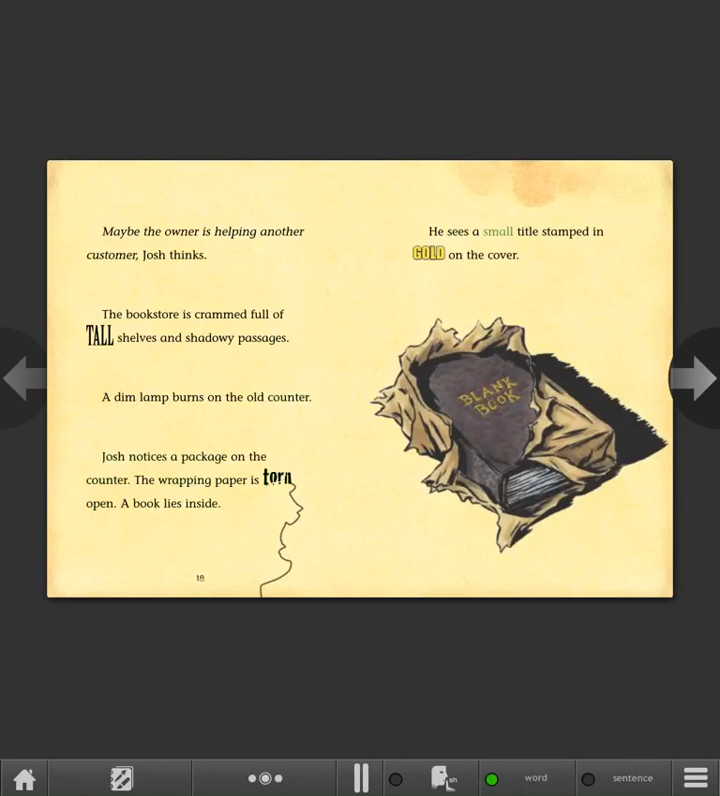 Maybe the owner is helping another
customer, Josh thinks.
The bookstore is crammed full of
TALL shelves and shadowy passages.
A dim lamp burns on the old counter.
Josh notices a package on the
counter. The wrapping paper is torn
open. A book lies inside.
18
He sees a small title stamped in
GOLD on the cover.
BLANK
BOOK
sh
word
sentence